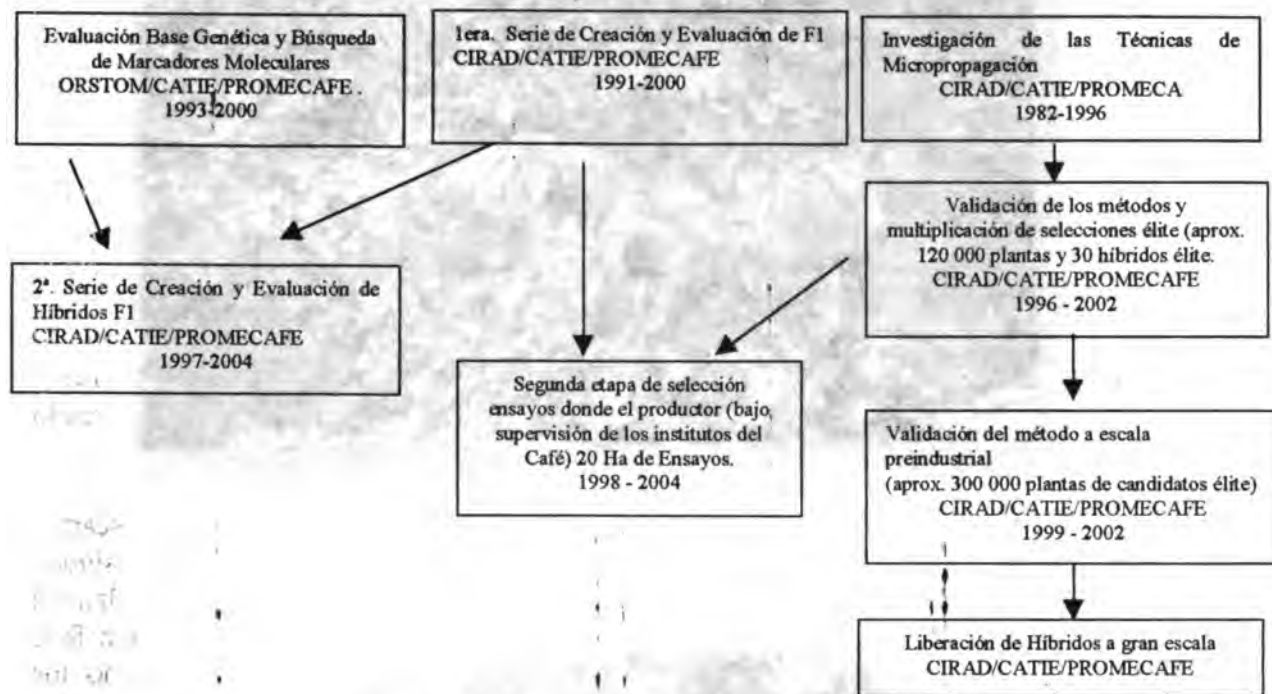 Evaluación Base Genética y Búsqueda
de Marcadores Moleculares
ORSTOM/CATIE/PROMECAFE .
1993-2000
1era. Serie de Creación y Evaluación de F1
CIRAD/CATIE/PROMECAFE
1991-2000
Investigación de las Técnicas de
Micropropagación
CIRAD/CATIE/PROMECA
1982-1996
Validación de los métodos y
multiplicación de selecciones élite (aprox.
120 000 plantas y 30 híbridos élite.
CIRAD/CATIE/PROMECAFE
1996 - 2002
2ª. Serie de Creación y Evaluación de
Híbridos F1
CIRAD/CATIE/PROMECAFE
1997-2004
Segunda etapa de selección
ensayos donde el productor (bajo
supervisión de los institutos del
Café) 20 Ha de Ensayos.
1998 - 2004
Validación del método a escala
preindustrial
(aprox. 300 000 plantas de candidatos élite)
CIRAD/CATIE/PROMECAFE
1999 - 2002
Liberación de Híbridos a gran escala
CIRAD/CATIE/PROMECAFE